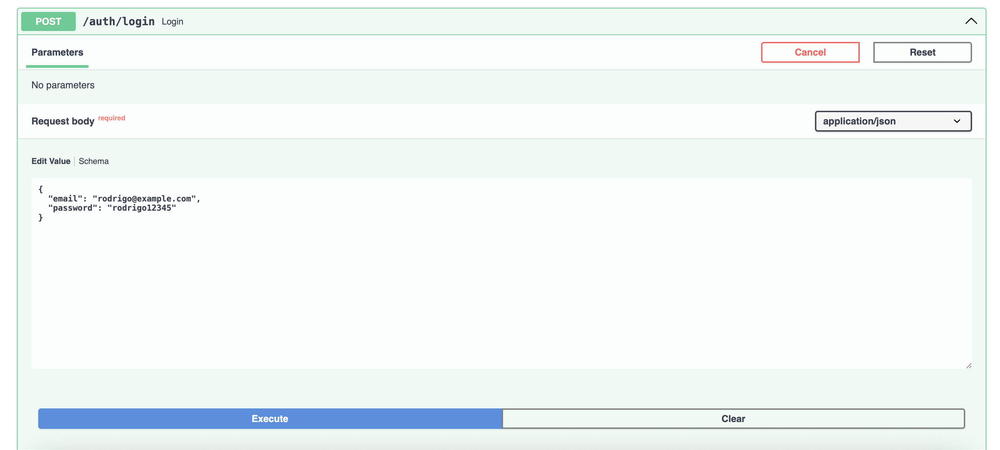 POST /auth/login Login
Parameters
Cancel
Reset
No parameters
Request body required
application/json
Edit Value | Schema
{
  "email": "rodrigo@example.com",
  "password": "rodrigo12345"
}
Execute
Clear